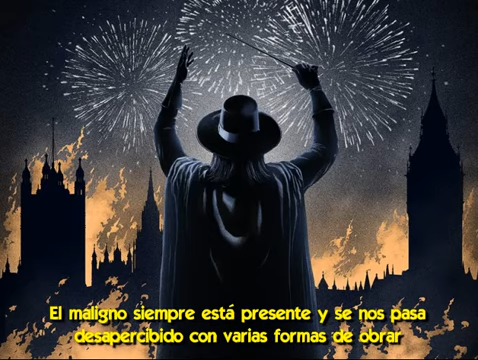 El maligno siempre está presente y se nos pasa
desapercibido con varias formas de obrar